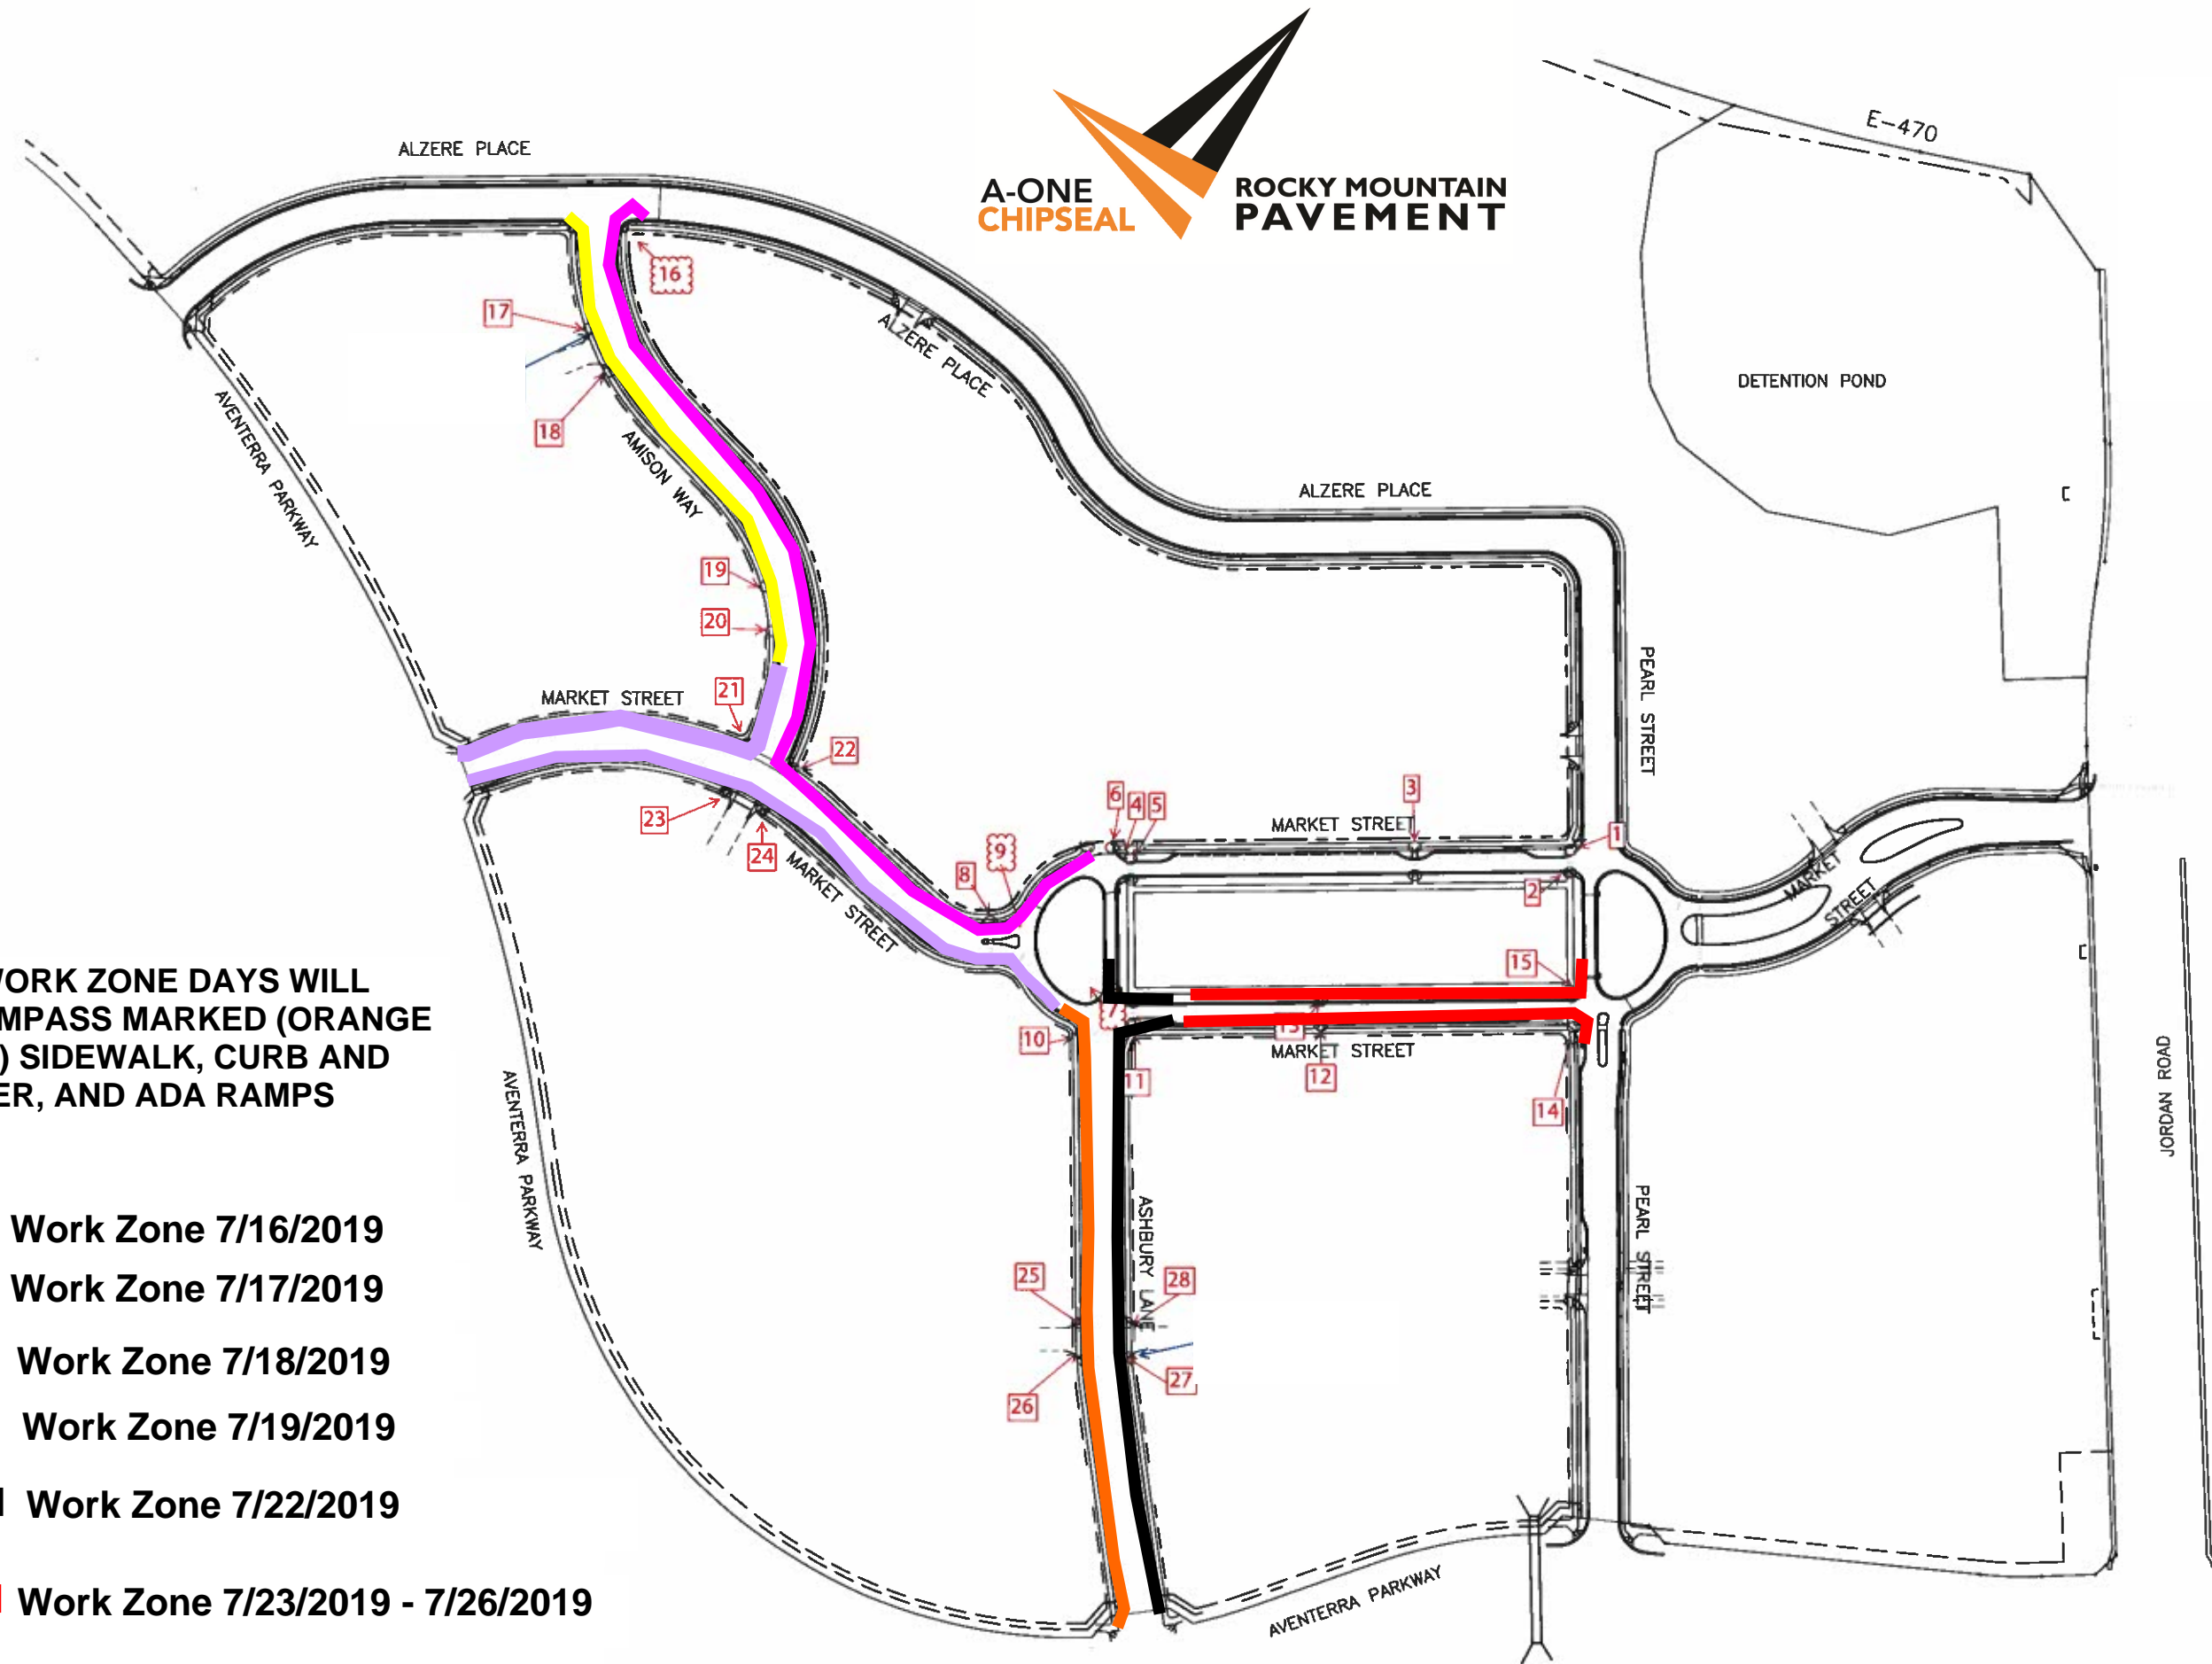 E-470
ALZERE PLACE
A-ONE
CHIPSEAL
ROCKY MOUNTAIN
PAVEMENT
16
17
ALZERE PLACE
DETENTION POND
18
AVENTERRA PARKWAY
AMISON WAY
ALZERE PLACE
19
20
PEARL STREET
21
MARKET STREET
22
23
24
MARKET STREET
6
4
5
3
MARKET STREET
1
8
9
2
MARKET
STREET
15
7
10
13
MARKET STREET
11
12
14
WORK ZONE DAYS WILL
MPASS MARKED (ORANGE
) SIDEWALK, CURB AND
ER, AND ADA RAMPS
AVENTERRA PARKWAY
JORDAN ROAD
Work Zone 7/16/2019
Work Zone 7/17/2019
Work Zone 7/18/2019
Work Zone 7/19/2019
Work Zone 7/22/2019
Work Zone 7/23/2019 - 7/26/2019
ASHBURY LANE
PEARL STREET
25
28
26
27
AVENTERRA PARKWAY